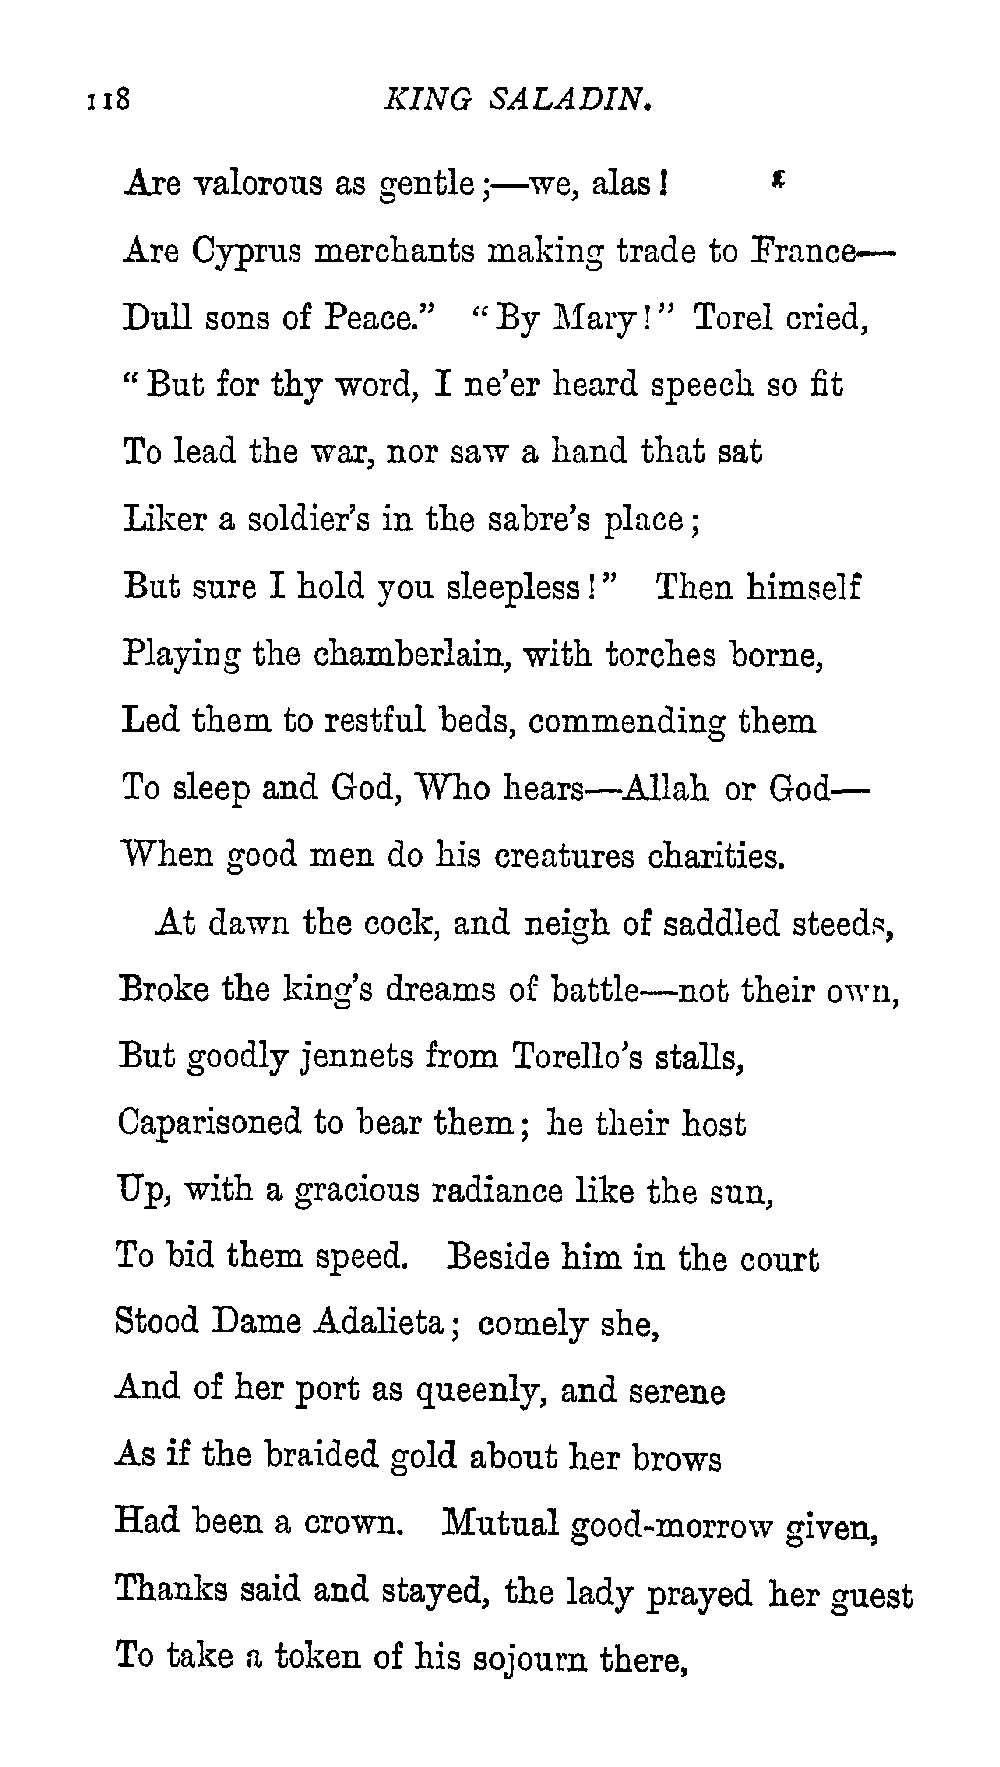 118 KING SALADIN.
Are valorous as gentle;—we, alas!
Are Cyprus merchants making trade to France—
Dull sons of Peace.” “By Mary!” Torel cried,
“But for thy word, I ne’er heard speech so fit
To lead the war, nor saw a hand that sat
Liker a soldier’s in the sabre’s place;
But sure I hold you sleepless!” Then himself
Playing the chamberlain, with torches borne,
Led them to restful beds, commending them
To sleep and God, Who hears—Allah or God—
When good men do his creatures charities.
At dawn the cock, and neigh of saddled steeds,
Broke the king’s dreams of battle—not their own,
But goodly jennets from Torello’s stalls,
Caparisoned to bear them; he their host
Up, with a gracious radiance like the sun,
To bid them speed. Beside him in the court
Stood Dame Adalieta; comely she,
And of her port as queenly, and serene
As if the braided gold about her brows
Had been a crown. Mutual good-morrow given,
Thanks said and stayed, the lady prayed her guest
To take a token of his sojourn there,